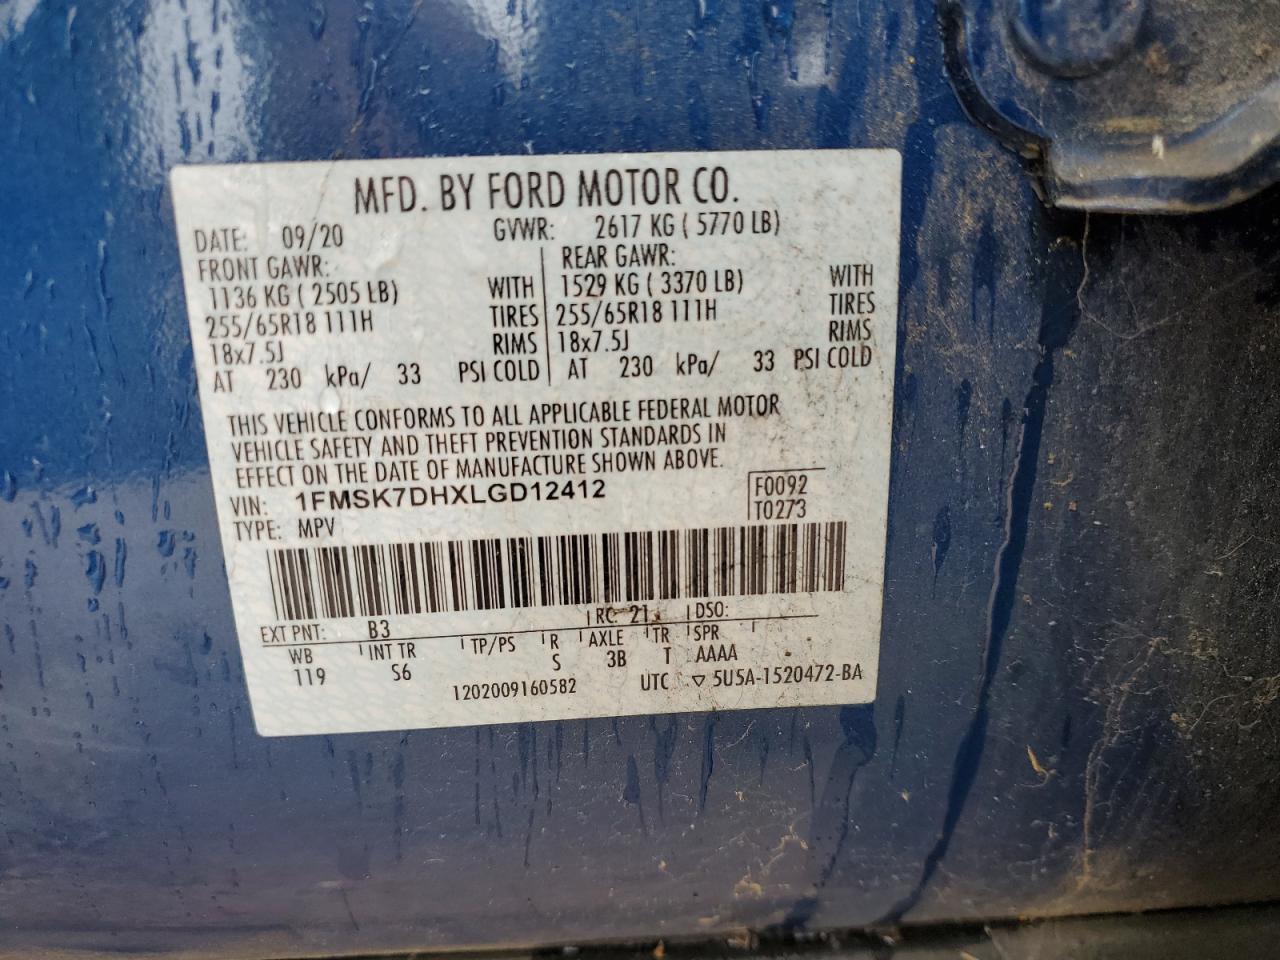 MFD. BY FORD MOTOR CO.
DATE: 09/20 GVWR: 2617 KG ( 5770 LB)
FRONT GAWR: REAR GAWR:
1136 KG ( 2505 LB) WITH 1529 KG ( 3370 LB) WITH
255/65R18 111H TIRES 255/65R18 111H TIRES
18x7.5J RIMS 18x7.5J RIMS
AT 230 kPa/ 33 PSI COLD AT 230 kPa/ 33 PSI COLD
THIS VEHICLE CONFORMS TO ALL APPLICABLE FEDERAL MOTOR
VEHICLE SAFETY AND THEFT PREVENTION STANDARDS IN
EFFECT ON THE DATE OF MANUFACTURE SHOWN ABOVE.
VIN: 1FMSK7DHXLGD12412 F0092
TYPE: MPV T0273
EXT PNT: B3 RC: 21 DSO:
WB INT TR TP/PS R AXLE TR SPR
119 S6 S 3B T AAAA
1202009160582 UTC ▽ 5U5A-1520472-BA